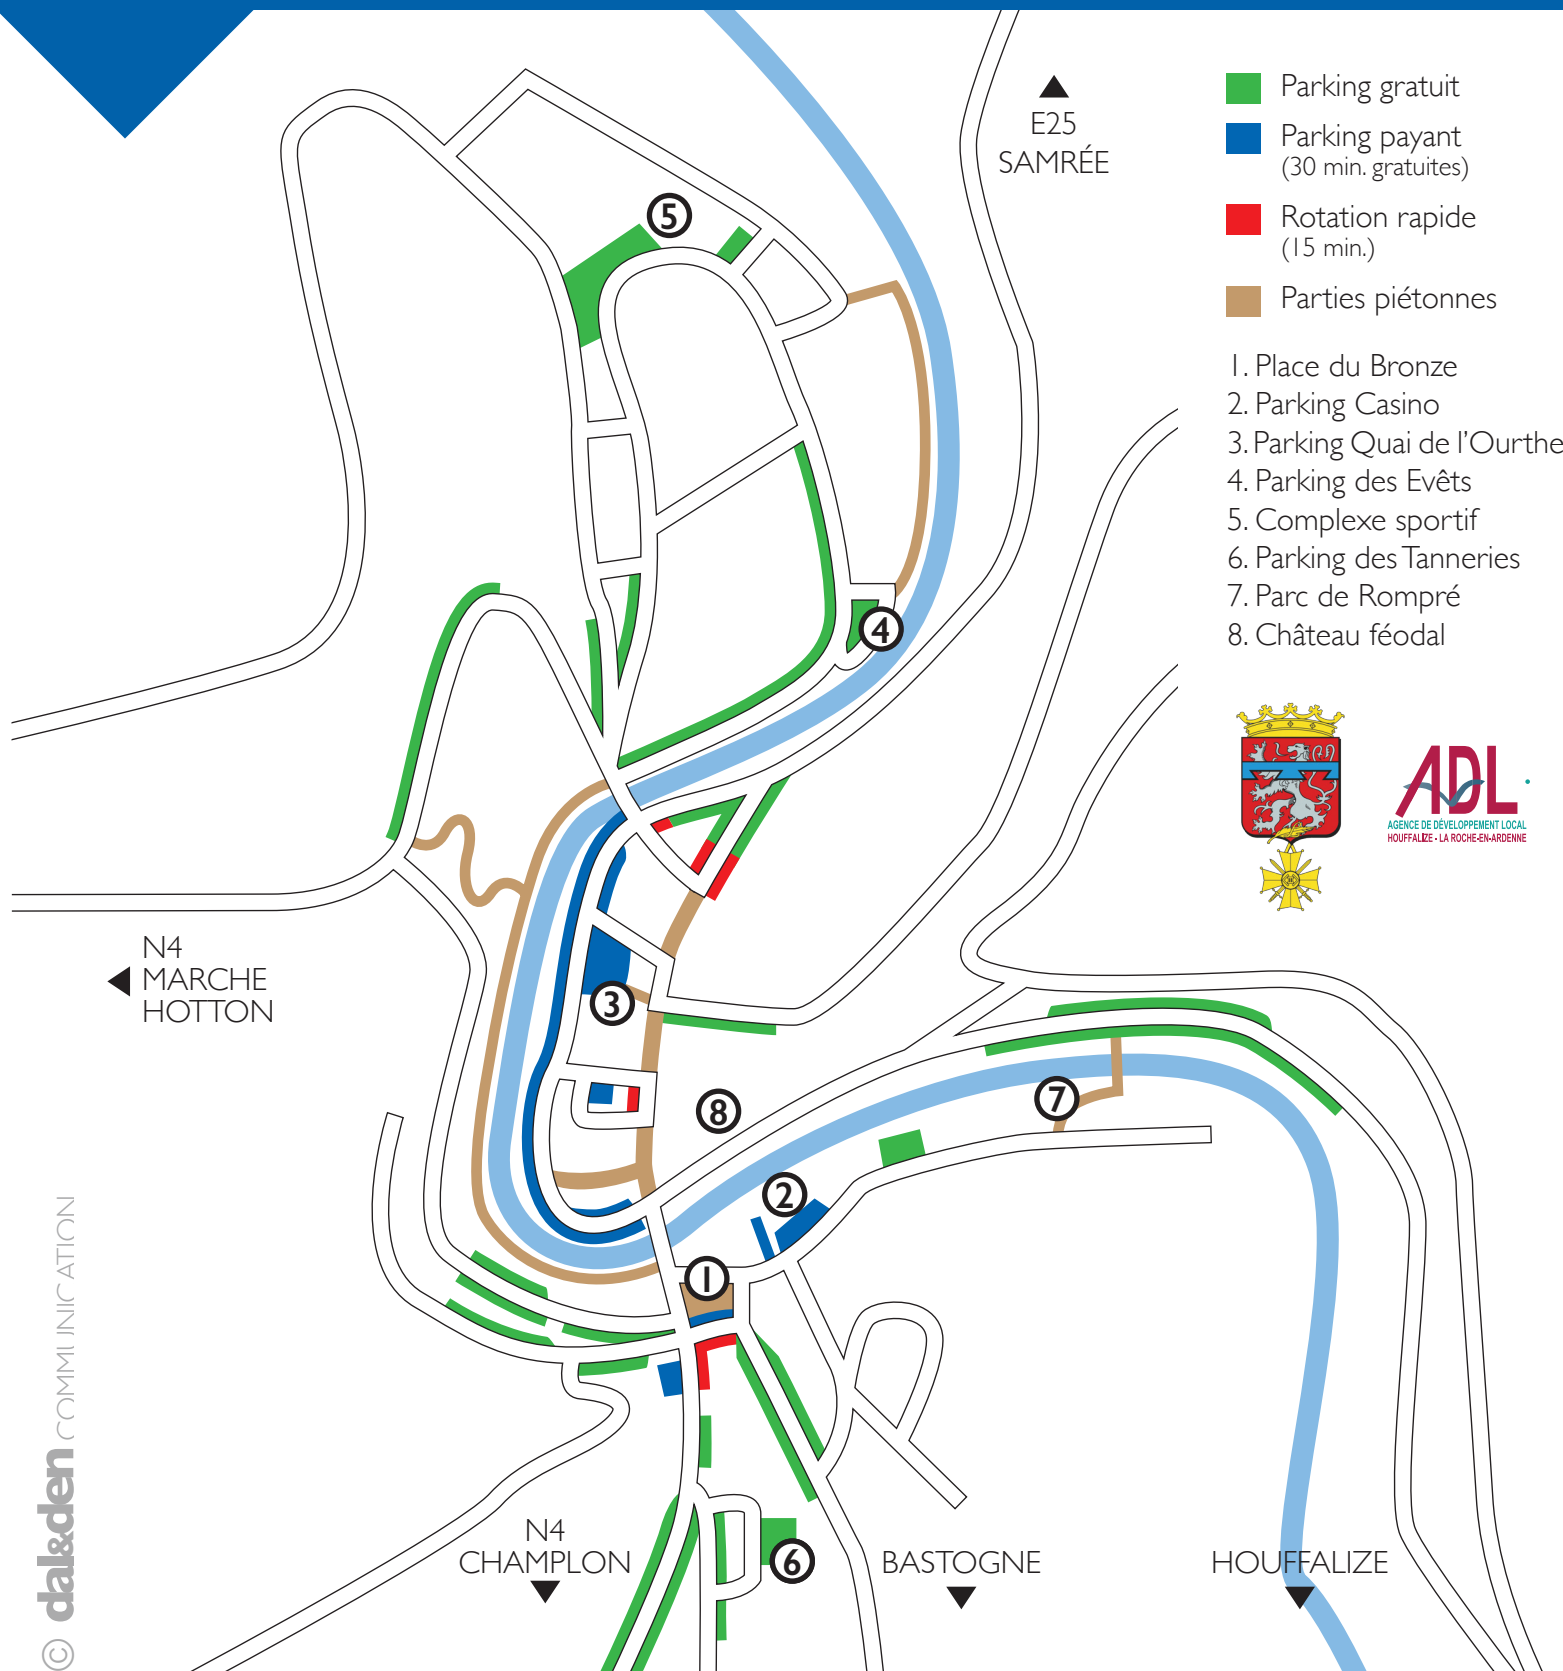 E25
SAMRÉE
Parking gratuit
Parking payant
(30 min. gratuites)
Rotation rapide
(15 min.)
Parties piétonnes
1. Place du Bronze
2. Parking Casino
3. Parking Quai de l'Ourthe
4. Parking des Evêts
5. Complexe sportif
6. Parking des Tanneries
7. Parc de Rompré
8. Château féodal
ADL
AGENCE DE DÉVELOPPEMENT LOCAL
HOUFFALIZE - LA ROCHE-EN-ARDENNE
5
4
N4
MARCHE
HOTTON
3
8
7
2
1
6
N4
CHAMPLON
BASTOGNE
HOUFFALIZE
© dal&den COMMUNICATION